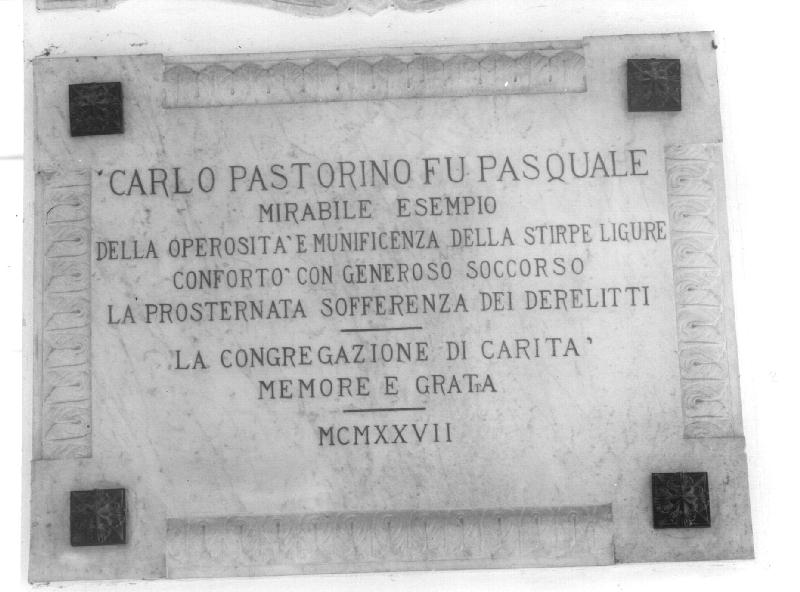 CARLO PASTORINO FU PASQUALE
MIRABILE ESEMPIO
DELLA OPEROSITA' E MUNIFICENZA DELLA STIRPE LIGURE
CONFORTO' CON GENEROSO SOCCORSO
LA PROSTERNATA SOFFERENZA DEI DERELITTI
LA CONGREGAZIONE DI CARITA'
MEMORE E GRATA
MCMXXVII